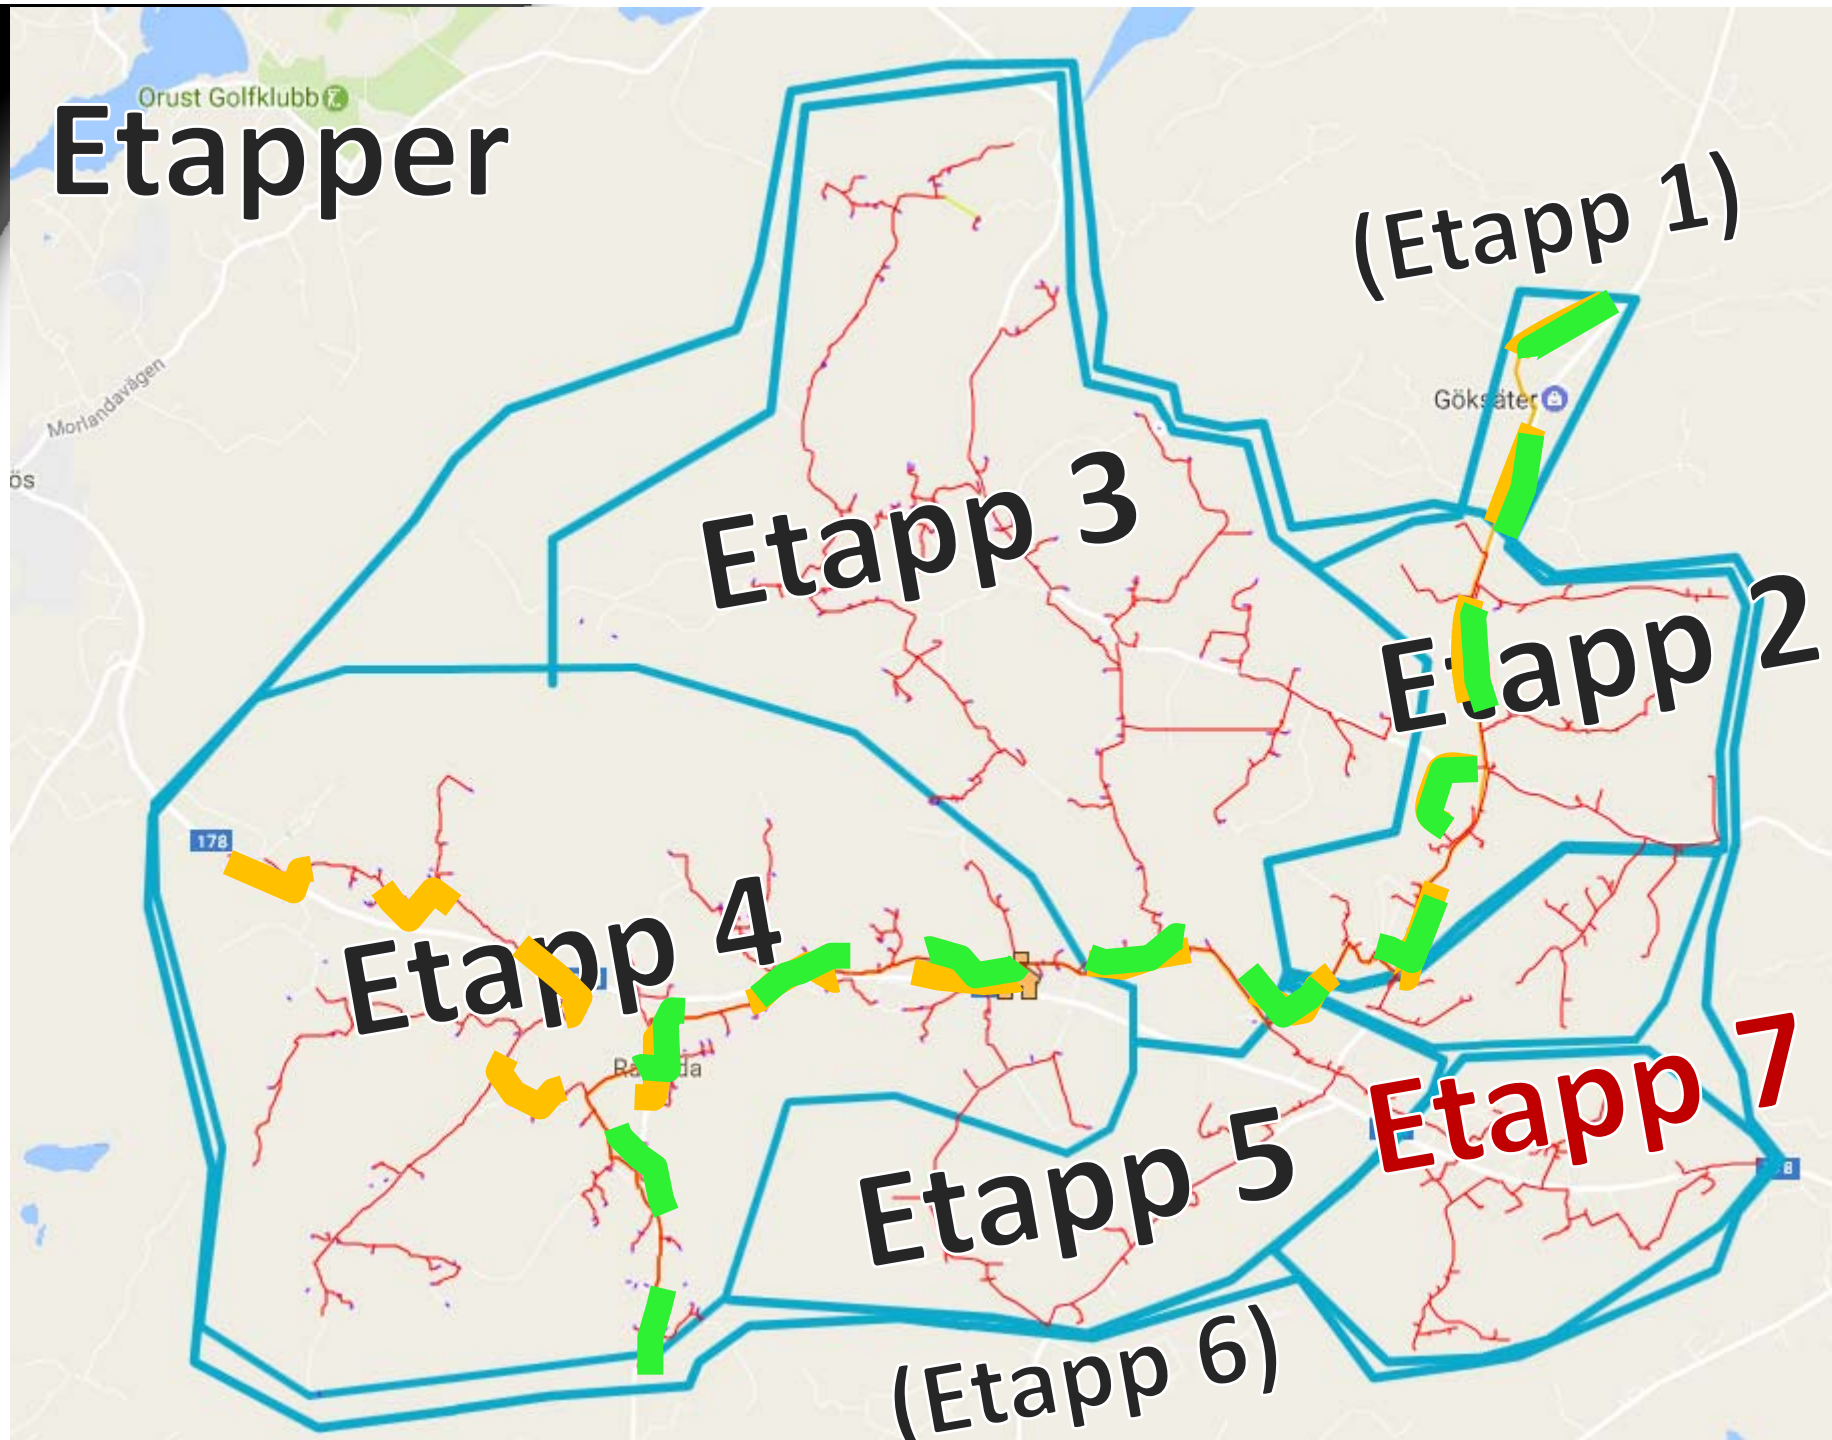 Orust Golfklubb
Etapper
(Etapp 1)
Morlandavägen
Göksäter
ös
Etapp 3
Etapp 2
178
Etapp 4
Etapp 7
Etapp 5
(Etapp 6)